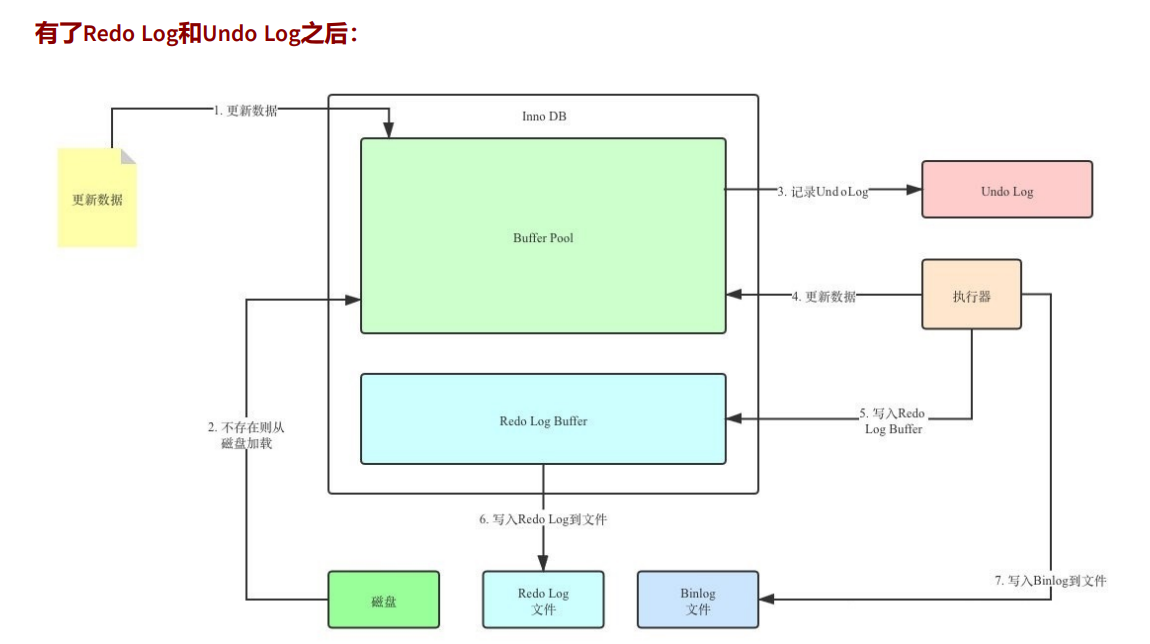 有了Redo Log和Undo Log之后：
1. 更新数据
Inno DB
更新数据
Buffer Pool
3. 记录UndoLog
Undo Log
4. 更新数据
执行器
2. 不存在则从
磁盘加载
Redo Log Buffer
5. 写入Redo
Log Buffer
6. 写入Redo Log到文件
磁盘
Redo Log
文件
Binlog
文件
7. 写入Binlog到文件